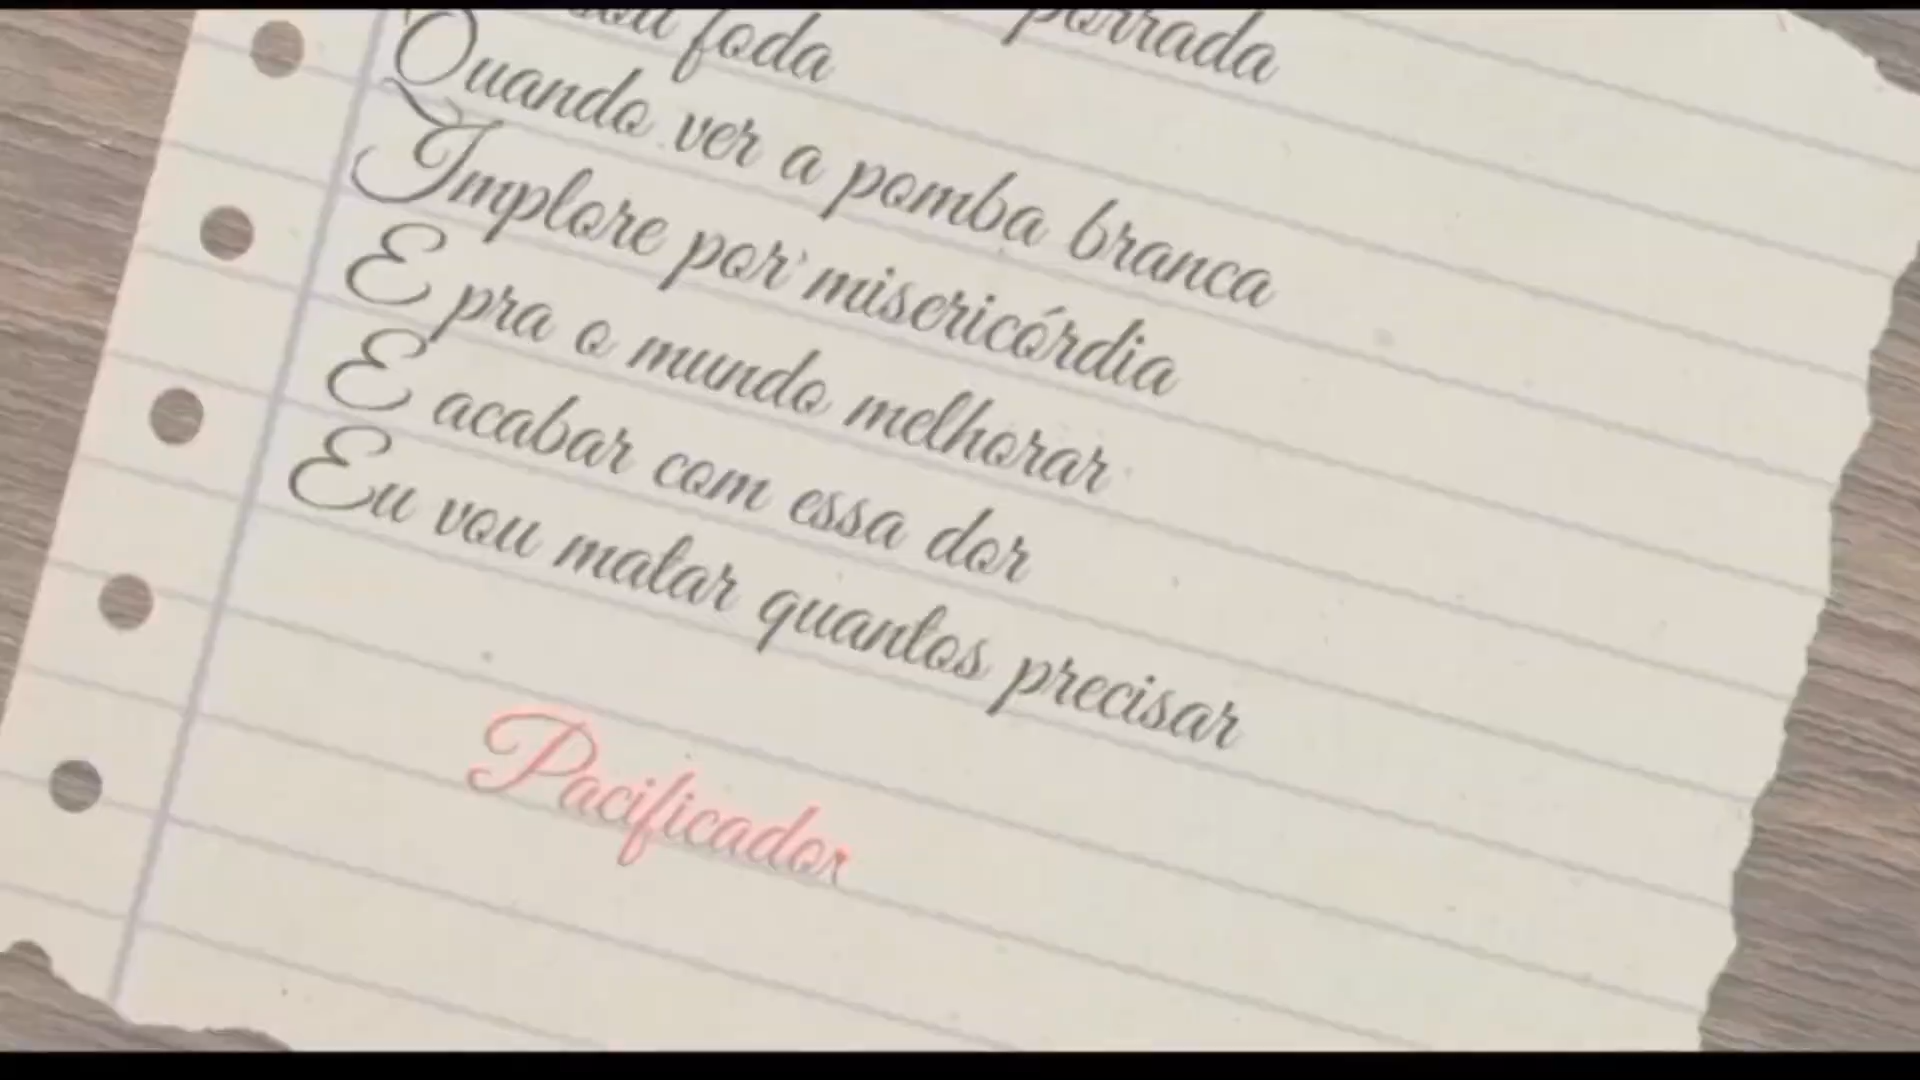 foda porrada
Quando ver a pomba branca
Implore por misericórdia
E pra o mundo melhorar
E acabar com essa dor
Eu vou matar quantos precisar
Pacificador